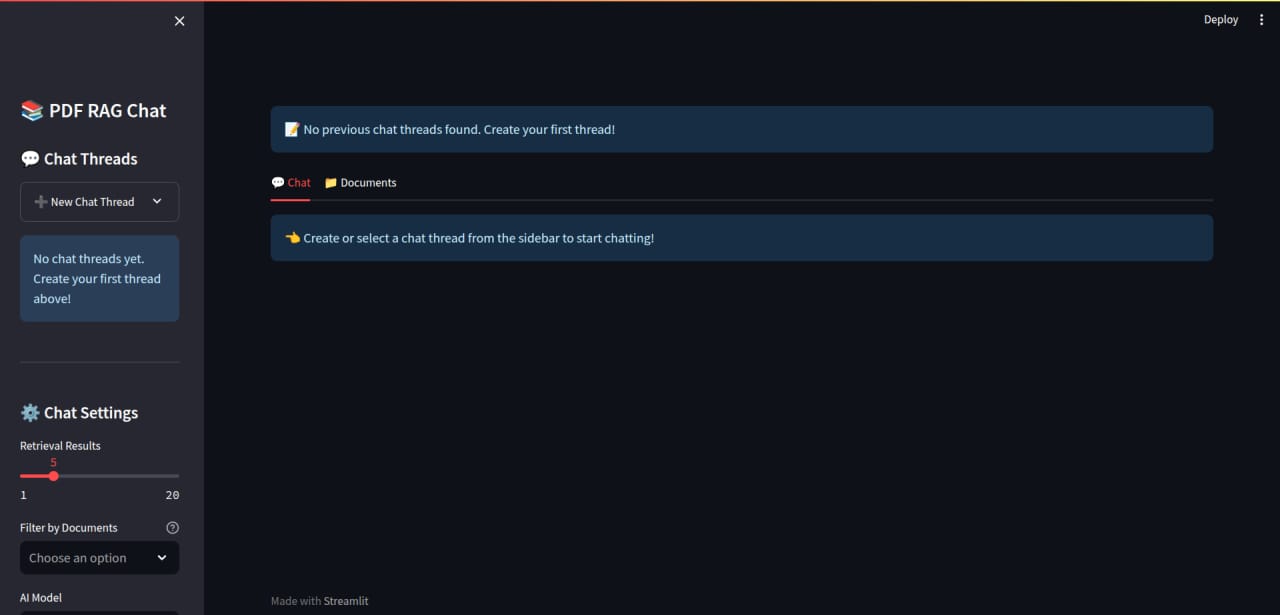 Deploy
📚 PDF RAG Chat
💬 Chat Threads
➕ New Chat Thread
No chat threads yet.
Create your first thread
above!
⚙️ Chat Settings
Retrieval Results
5
1 20
Filter by Documents
Choose an option
AI Model
📝 No previous chat threads found. Create your first thread!
💬 Chat 📁 Documents
👈 Create or select a chat thread from the sidebar to start chatting!
Made with Streamlit